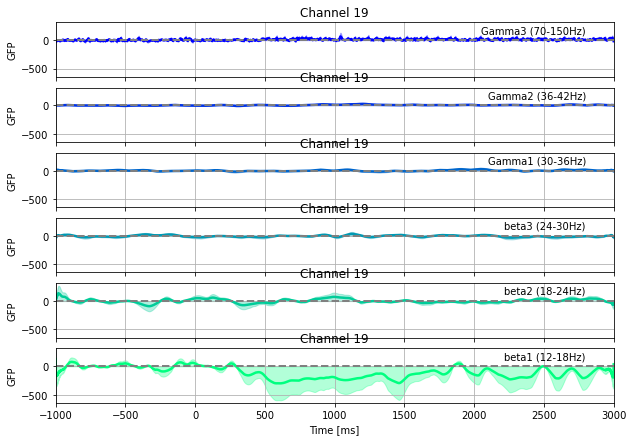 Channel 19
Gamma3 (70-150Hz)
GFP
0
−500
Channel 19
Gamma2 (36-42Hz)
GFP
0
−500
Channel 19
Gamma1 (30-36Hz)
GFP
0
−500
Channel 19
beta3 (24-30Hz)
GFP
0
−500
Channel 19
beta2 (18-24Hz)
GFP
0
−500
Channel 19
beta1 (12-18Hz)
GFP
0
−500
−1000 −500 0 500 1000 1500 2000 2500 3000
Time [ms]